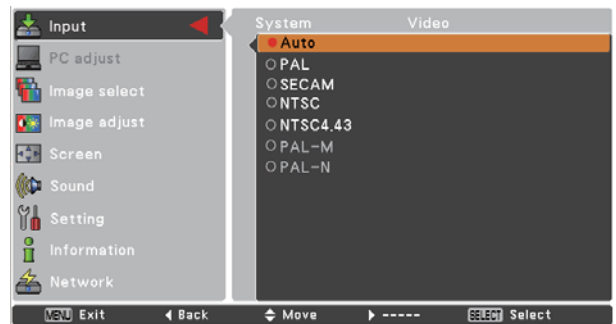 Input
PC adjust
Image select
Image adjust
Screen
Sound
Setting
Information
Network
System Video
Auto
PAL
SECAM
NTSC
NTSC4.43
PAL-M
PAL-N
MENU Exit Back Move ----- SELECT Select